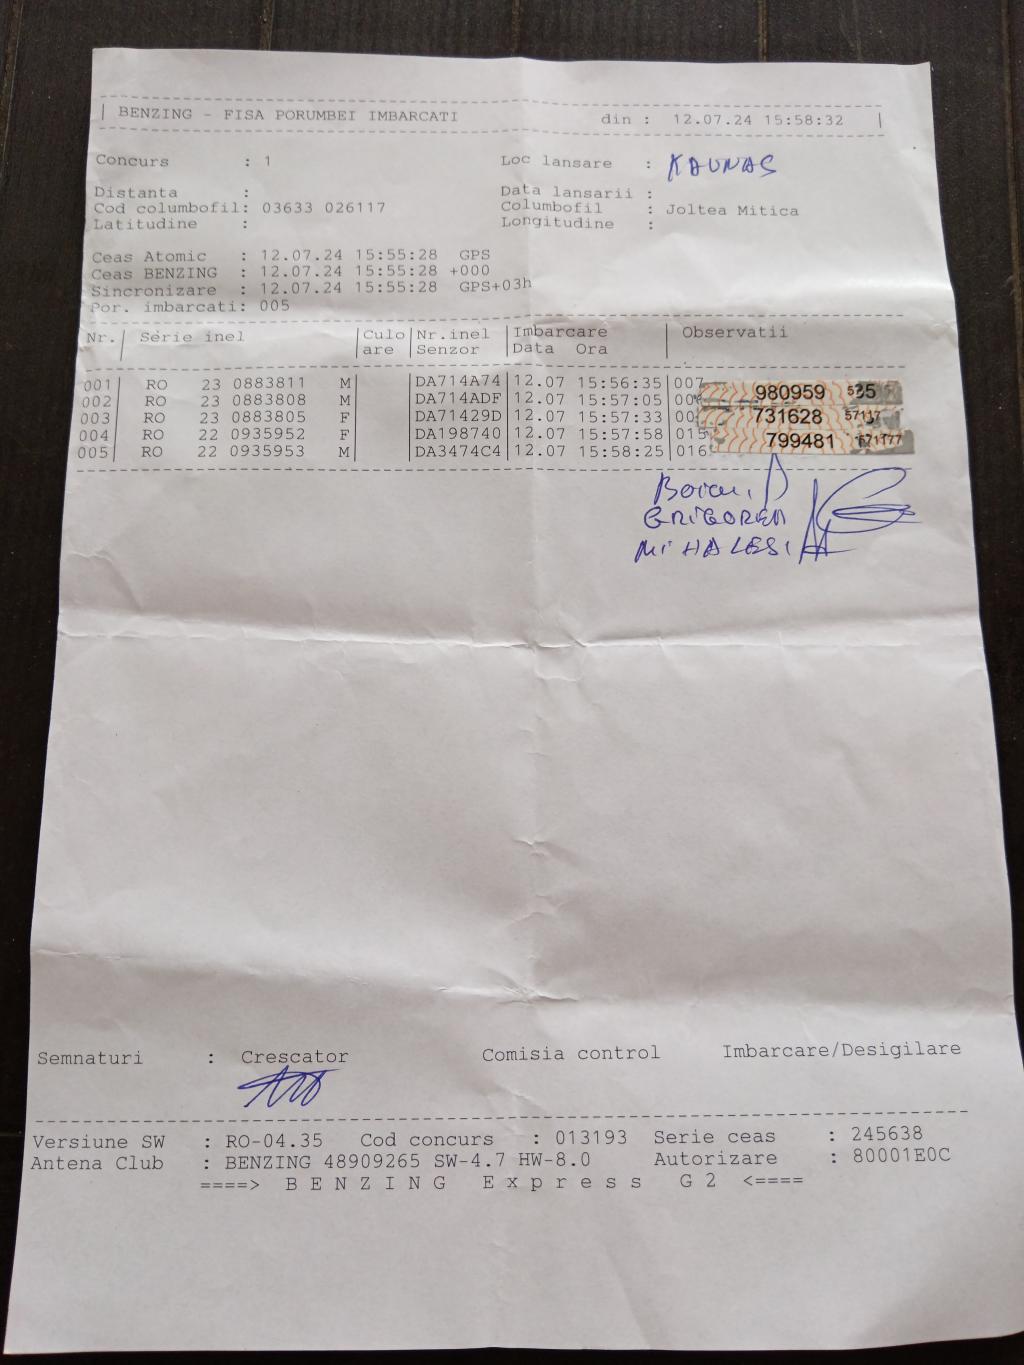 BENZING - FISA PORUMBEI IMBARCATI din : 12.07.24 15:58:32
Concurs : 1 Loc lansare : KAUNAS
Distanta : Data lansarii :
Cod columbofil: 03633 026117 Columbofil : Joltea Mitica
Latitudine : Longitudine :
Ceas Atomic : 12.07.24 15:55:28 GPS
Ceas BENZING : 12.07.24 15:55:28 +000
Sincronizare : 12.07.24 15:55:28 GPS+03h
Por. imbarcati: 005
Nr. Serie inel Culo Nr.inel Imbarcare Observatii
are Senzor Data Ora
001 RO 23 0883811 M DA714A74 12.07 15:56:35 007 980959
002 RO 23 0883808 M DA714ADF 12.07 15:57:05
003 RO 23 0883805 F DA71429D 12.07 15:57:33 731628 57117
004 RO 22 0935952 F DA198740 12.07 15:57:58 015 799481
005 RO 22 0935953 M DA3474C4 12.07 15:58:25 016
GRIGOREA
Semnaturi : Crescator Comisia control Imbarcare/Desigilare
Versiune SW : RO-04.35 Cod concurs : 013193 Serie ceas : 245638
Antena Club : BENZING 48909265 SW-4.7 HW-8.0 Autorizare : 80001E0C
====> BENZING Express G2 <====